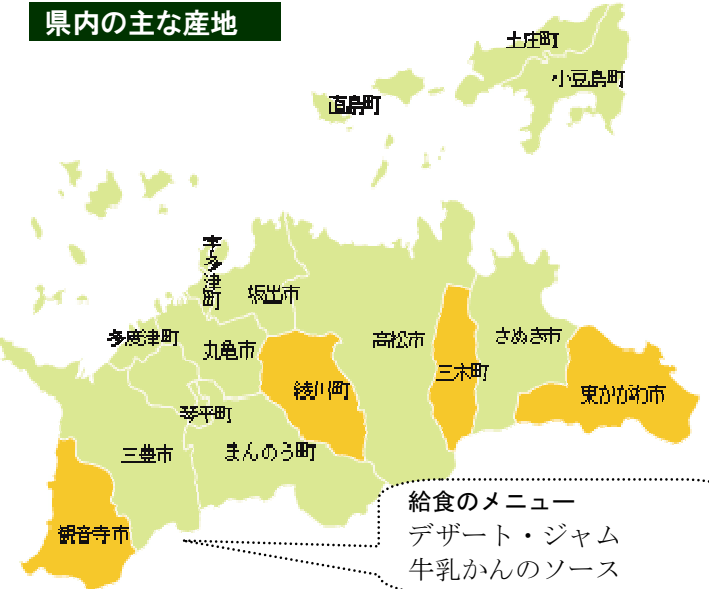 県内の主な産地
土庄町
小豆島町
直島町
宇多津町
坂出市
多度津町
丸亀市
高松市
さぬき市
綾川町
三木町
東かがわ市
琴平町
三豊市
まんのう町
観音寺市
給食のメニュー
デザート・ジャム
牛乳かんのソース